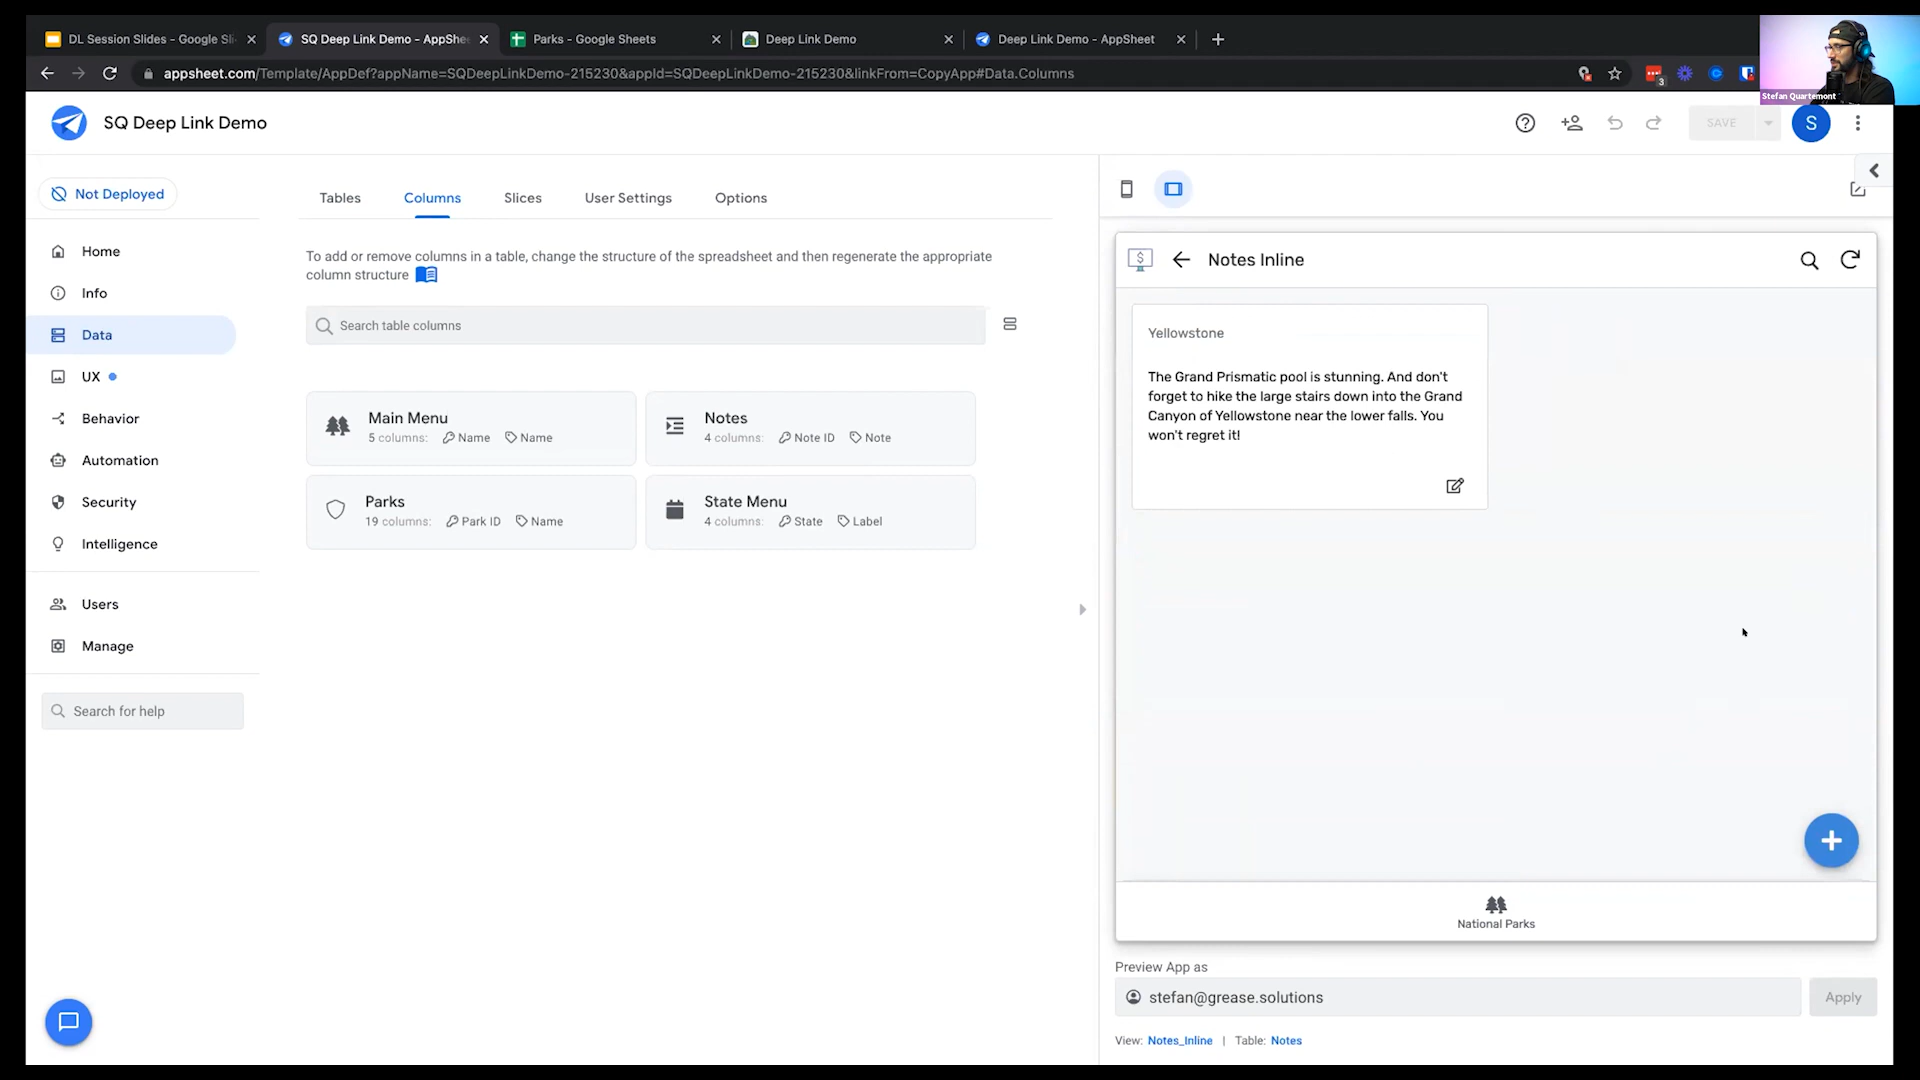 DL Session Slides - Google Sli
SQ Deep Link Demo - AppShe
Parks - Google Sheets
Deep Link Demo
Deep Link Demo - AppSheet
appsheet.com/Template/AppDef?appName=SQDeepLinkDemo-215230&appId=SQDeepLinkDemo-215230&linkFrom=CopyApp#Data.Columns
3
Stefan Quartemont
SQ Deep Link Demo
SAVE
S
Not Deployed
Home
Info
Data
UX
Behavior
Automation
Security
Intelligence
Users
Manage
Search for help
Tables
Columns
Slices
User Settings
Options
To add or remove columns in a table, change the structure of the spreadsheet and then regenerate the appropriate
column structure
Search table columns
Main Menu
5 columns: Name Name
Notes
4 columns: Note ID Note
Parks
19 columns: Park ID Name
State Menu
4 columns: State Label
$
Notes Inline
Yellowstone
The Grand Prismatic pool is stunning. And don't
forget to hike the large stairs down into the Grand
Canyon of Yellowstone near the lower falls. You
won't regret it!
National Parks
Preview App as
stefan@grease.solutions
Apply
View: Notes_Inline | Table: Notes